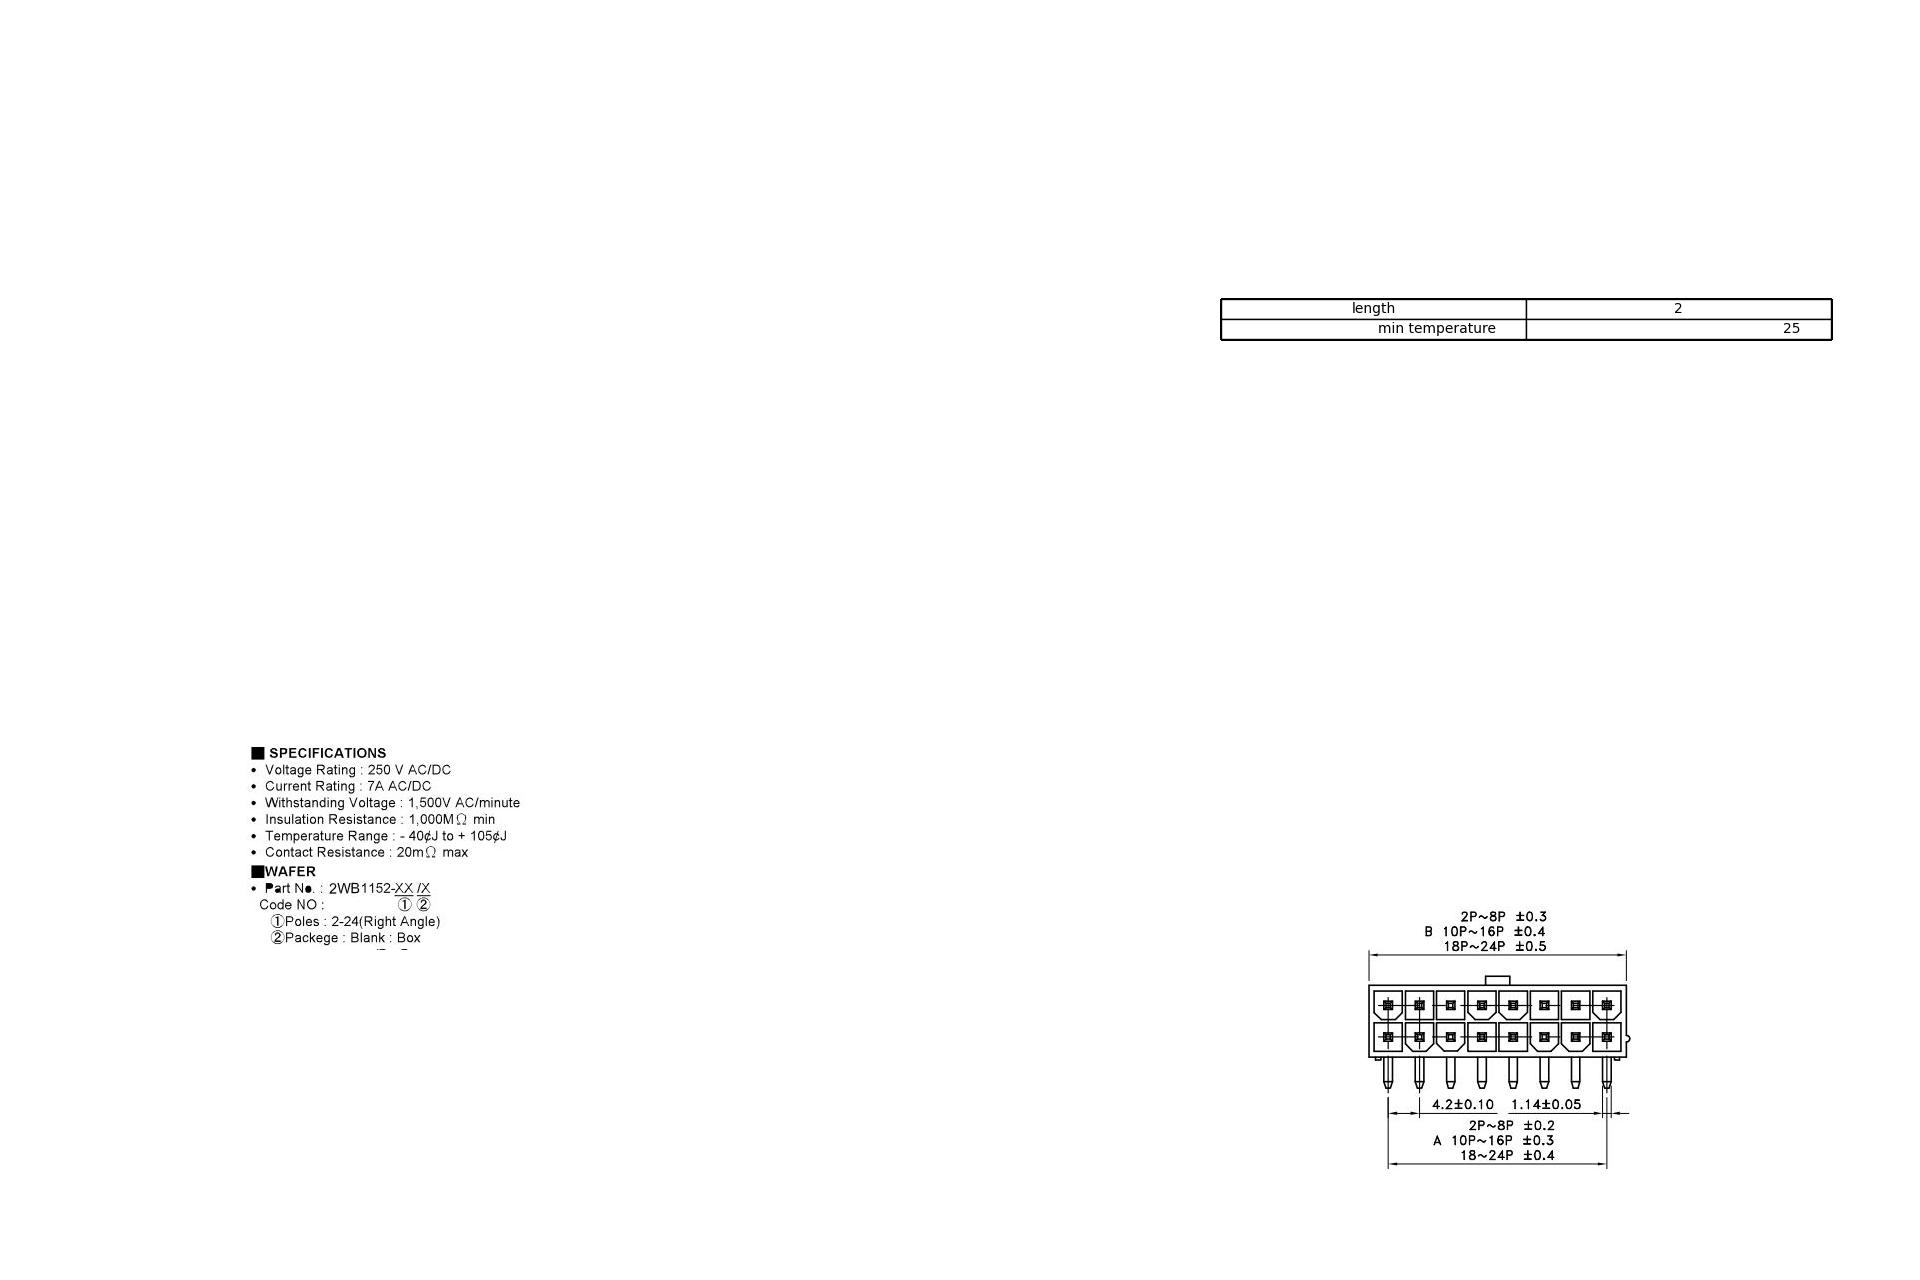 length 2
min temperature 25
■ SPECIFICATIONS
• Voltage Rating : 250 V AC/DC
• Current Rating : 7A AC/DC
• Withstanding Voltage : 1,500V AC/minute
• Insulation Resistance : 1,000MΩ min
• Temperature Range : - 40¢J to + 105¢J
• Contact Resistance : 20mΩ max
■WAFER
• Part No. : 2WB1152-XX /X
Code NO : ① ②
①Poles : 2-24(Right Angle)
②Packege : Blank : Box
2P~8P ±0.3
B 10P~16P ±0.4
18P~24P ±0.5
4.2±0.10 1.14±0.05
2P~8P ±0.2
A 10P~16P ±0.3
18~24P ±0.4